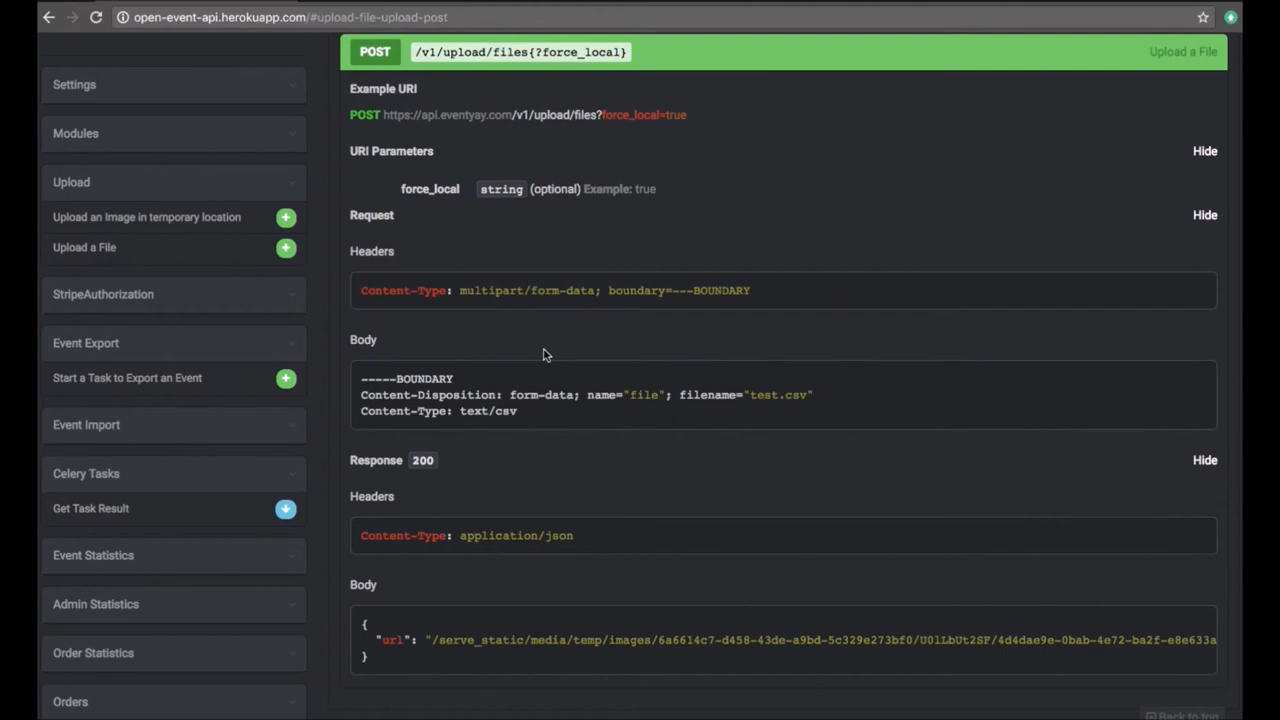 open-event-api.herokuapp.com/#upload-file-upload-post
Settings
Modules
Upload
Upload an Image in temporary location
Upload a File
StripeAuthorization
Event Export
Start a Task to Export an Event
Event Import
Celery Tasks
Get Task Result
Event Statistics
Admin Statistics
Order Statistics
Orders
POST /v1/upload/files{?force_local} Upload a File
Example URI
POST https://api.eventyay.com/v1/upload/files?force_local=true
URI Parameters Hide
force_local string (optional) Example: true
Request Hide
Headers
Content-Type: multipart/form-data; boundary=---BOUNDARY
Body
-----BOUNDARY
Content-Disposition: form-data; name="file"; filename="test.csv"
Content-Type: text/csv
Response 200 Hide
Headers
Content-Type: application/json
Body
{
"url": "/serve_static/media/temp/images/6a6614c7-d458-43de-a9bd-5c329e273bf0/U0lLbUt2SF/4d4dae9e-0bab-4e72-ba2f-e8e633a
}
Back to top